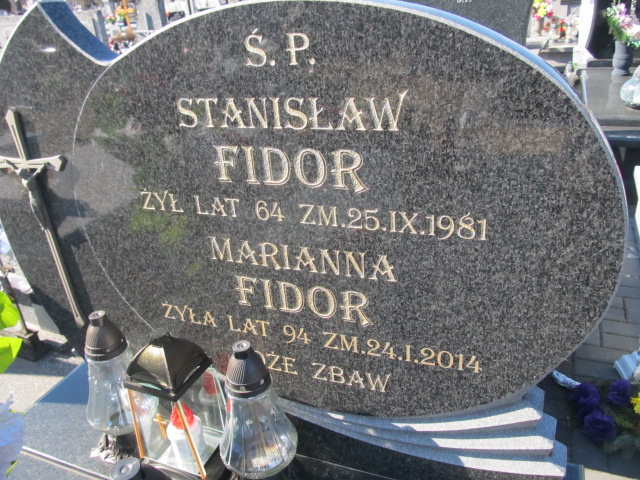 Ś. P.
STANISŁAW
FIDOR
ŻYŁ LAT 64 ZM.25.IX.1981
MARIANNA
FIDOR
ŻYŁA LAT 94 ZM.24.I.2014
ZBAW